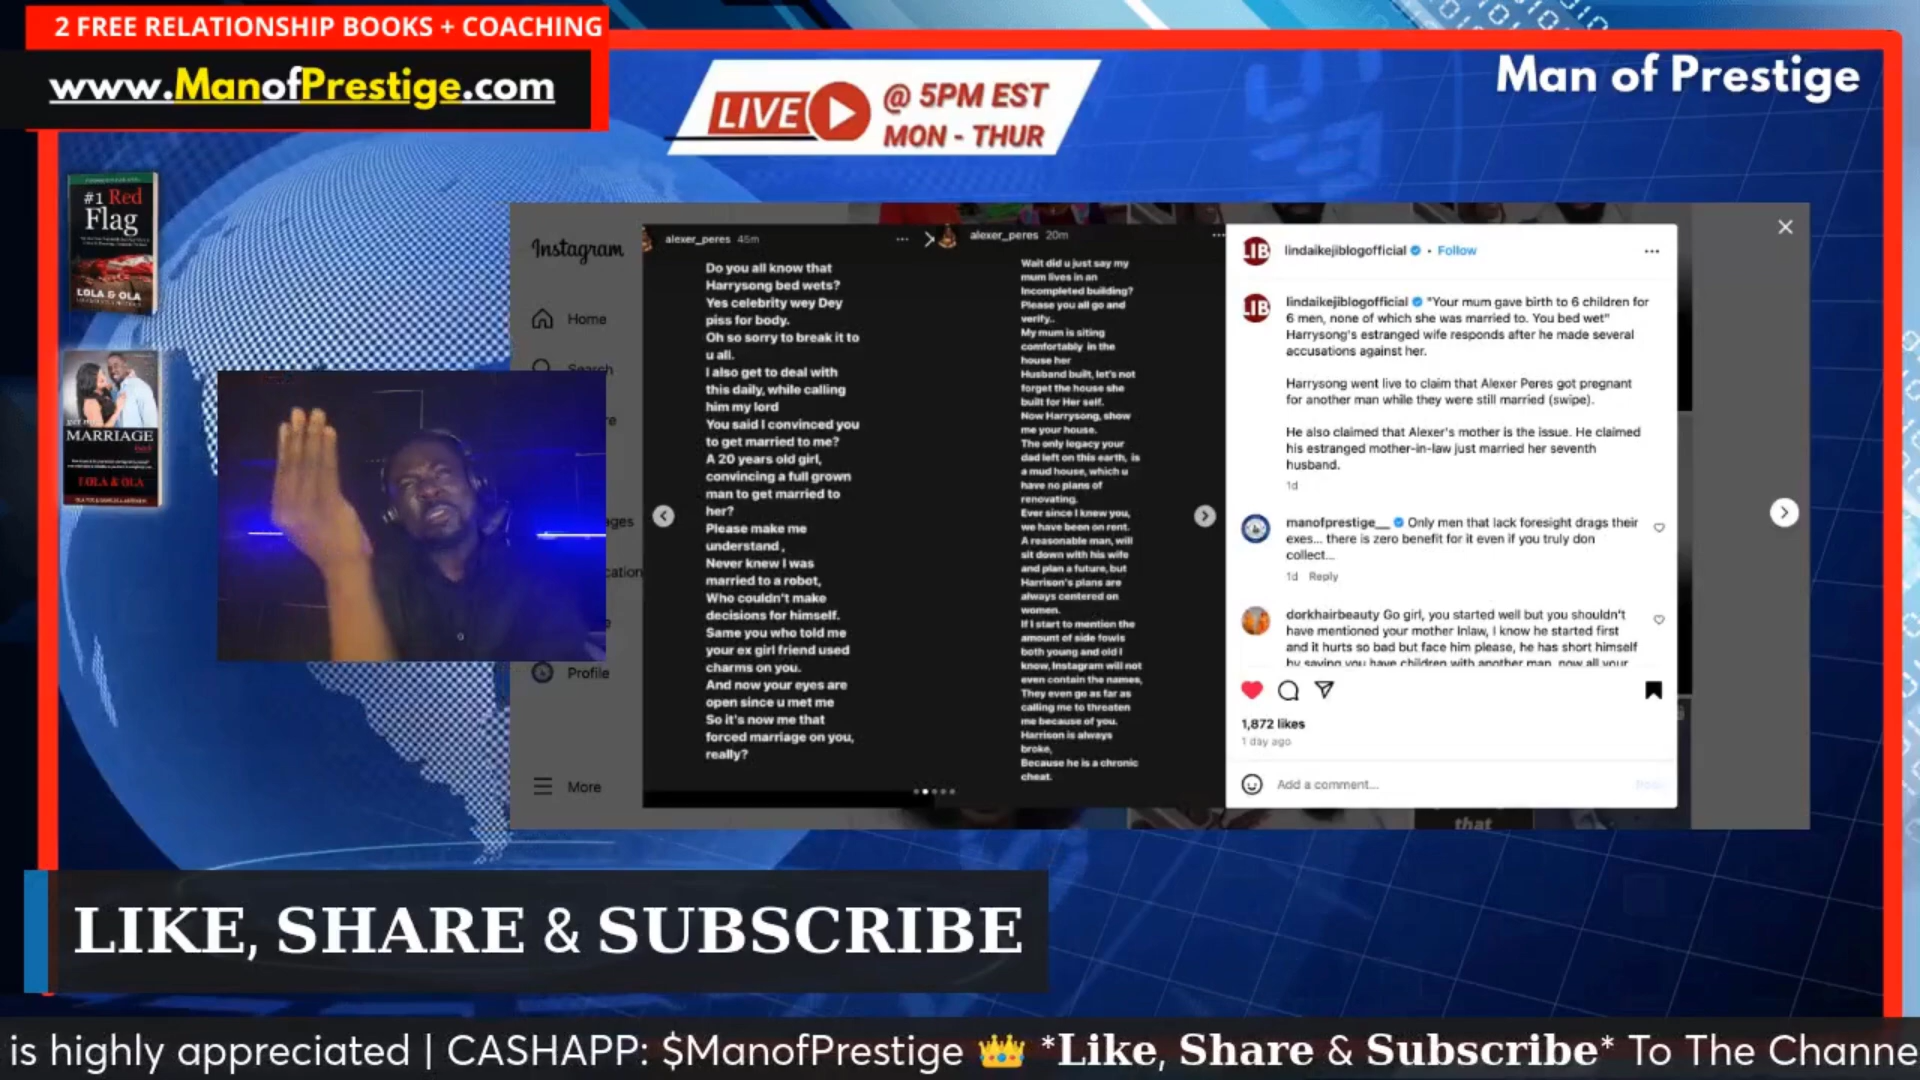 2 FREE RELATIONSHIP BOOKS + COACHING
www.ManofPrestige.com
LIVE @ 5PM EST
MON - THUR
Man of Prestige
#1 Red
Flag
LOLA & OLA
MARRIAGE
LOLA & OLA
Instagram
Home
Search
Profile
More
alexer_peres 45m
Do you all know that
Harrysong bed wets?
Yes celebrity wey Dey
piss for body.
Oh so sorry to break it to
u all.
I also get to deal with
this daily, while calling
him my lord
You said I convinced you
to get married to me?
A 20 years old girl,
convincing a full grown
man to get married to
her?
Please make me
understand,
Never knew I was
married to a robot,
Who couldn't make
decisions for himself.
Same you who told me
your ex girl friend used
charms on you.
And now your eyes are
open since u met me
So it's now me that
forced marriage on you,
really?
alexer_peres 20m
Wait did u just say my
mum lives in an
Incompleted building?
Please you all go and
verify..
My mum is siting
comfortably in the
house her
Husband built, let's not
forget the house she
built for Her self.
Now Harrysong, show
me your house.
The only legacy your
dad left on this earth, is
a mud house, which u
have no plans of
renovating.
Ever since I knew you,
we have been on rent.
A reasonable man, will
sit down with his wife
and plan a future, but
Harrison's plans are
always centered on
women.
If I start to mention the
amount of side fowls
both young and old I
know, Instagram will not
even contain the names,
They even go as far as
calling me to threaten
me because of you.
Harrison is always
broke,
Because he is a chronic
cheat.
LIB lindaikejiblogofficial • Follow
LIB lindaikejiblogofficial "Your mum gave birth to 6 children for
6 men, none of which she was married to. You bed wet"
Harrysong's estranged wife responds after he made several
accusations against her.
Harrysong went live to claim that Alexer Peres got pregnant
for another man while they were still married (swipe).
He also claimed that Alexer's mother is the issue. He claimed
his estranged mother-in-law just married her seventh
husband.
1d
manofprestige__ Only men that lack foresight drags their
exes... there is zero benefit for it even if you truly don
collect...
1d Reply
dorkhairbeauty Go girl, you started well but you shouldn't
have mentioned your mother Inlaw, I know he started first
and it hurts so bad but face him please, he has short himself
by saying you have children with another man, now all your
1,872 likes
1 day ago
Add a comment...
that
LIKE, SHARE & SUBSCRIBE
is highly appreciated | CASHAPP: $ManofPrestige 👑 *Like, Share & Subscribe* To The Channe